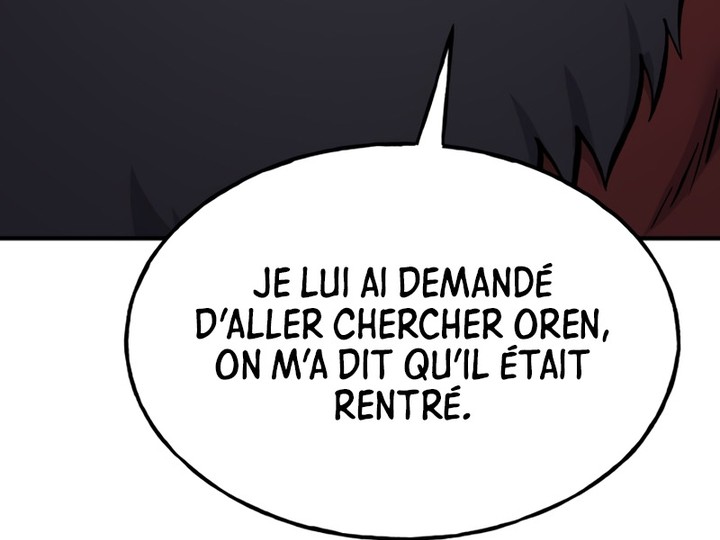 JE LUI AI DEMANDÉ
D'ALLER CHERCHER OREN,
ON M'A DIT QU'IL ÉTAIT
RENTRÉ.